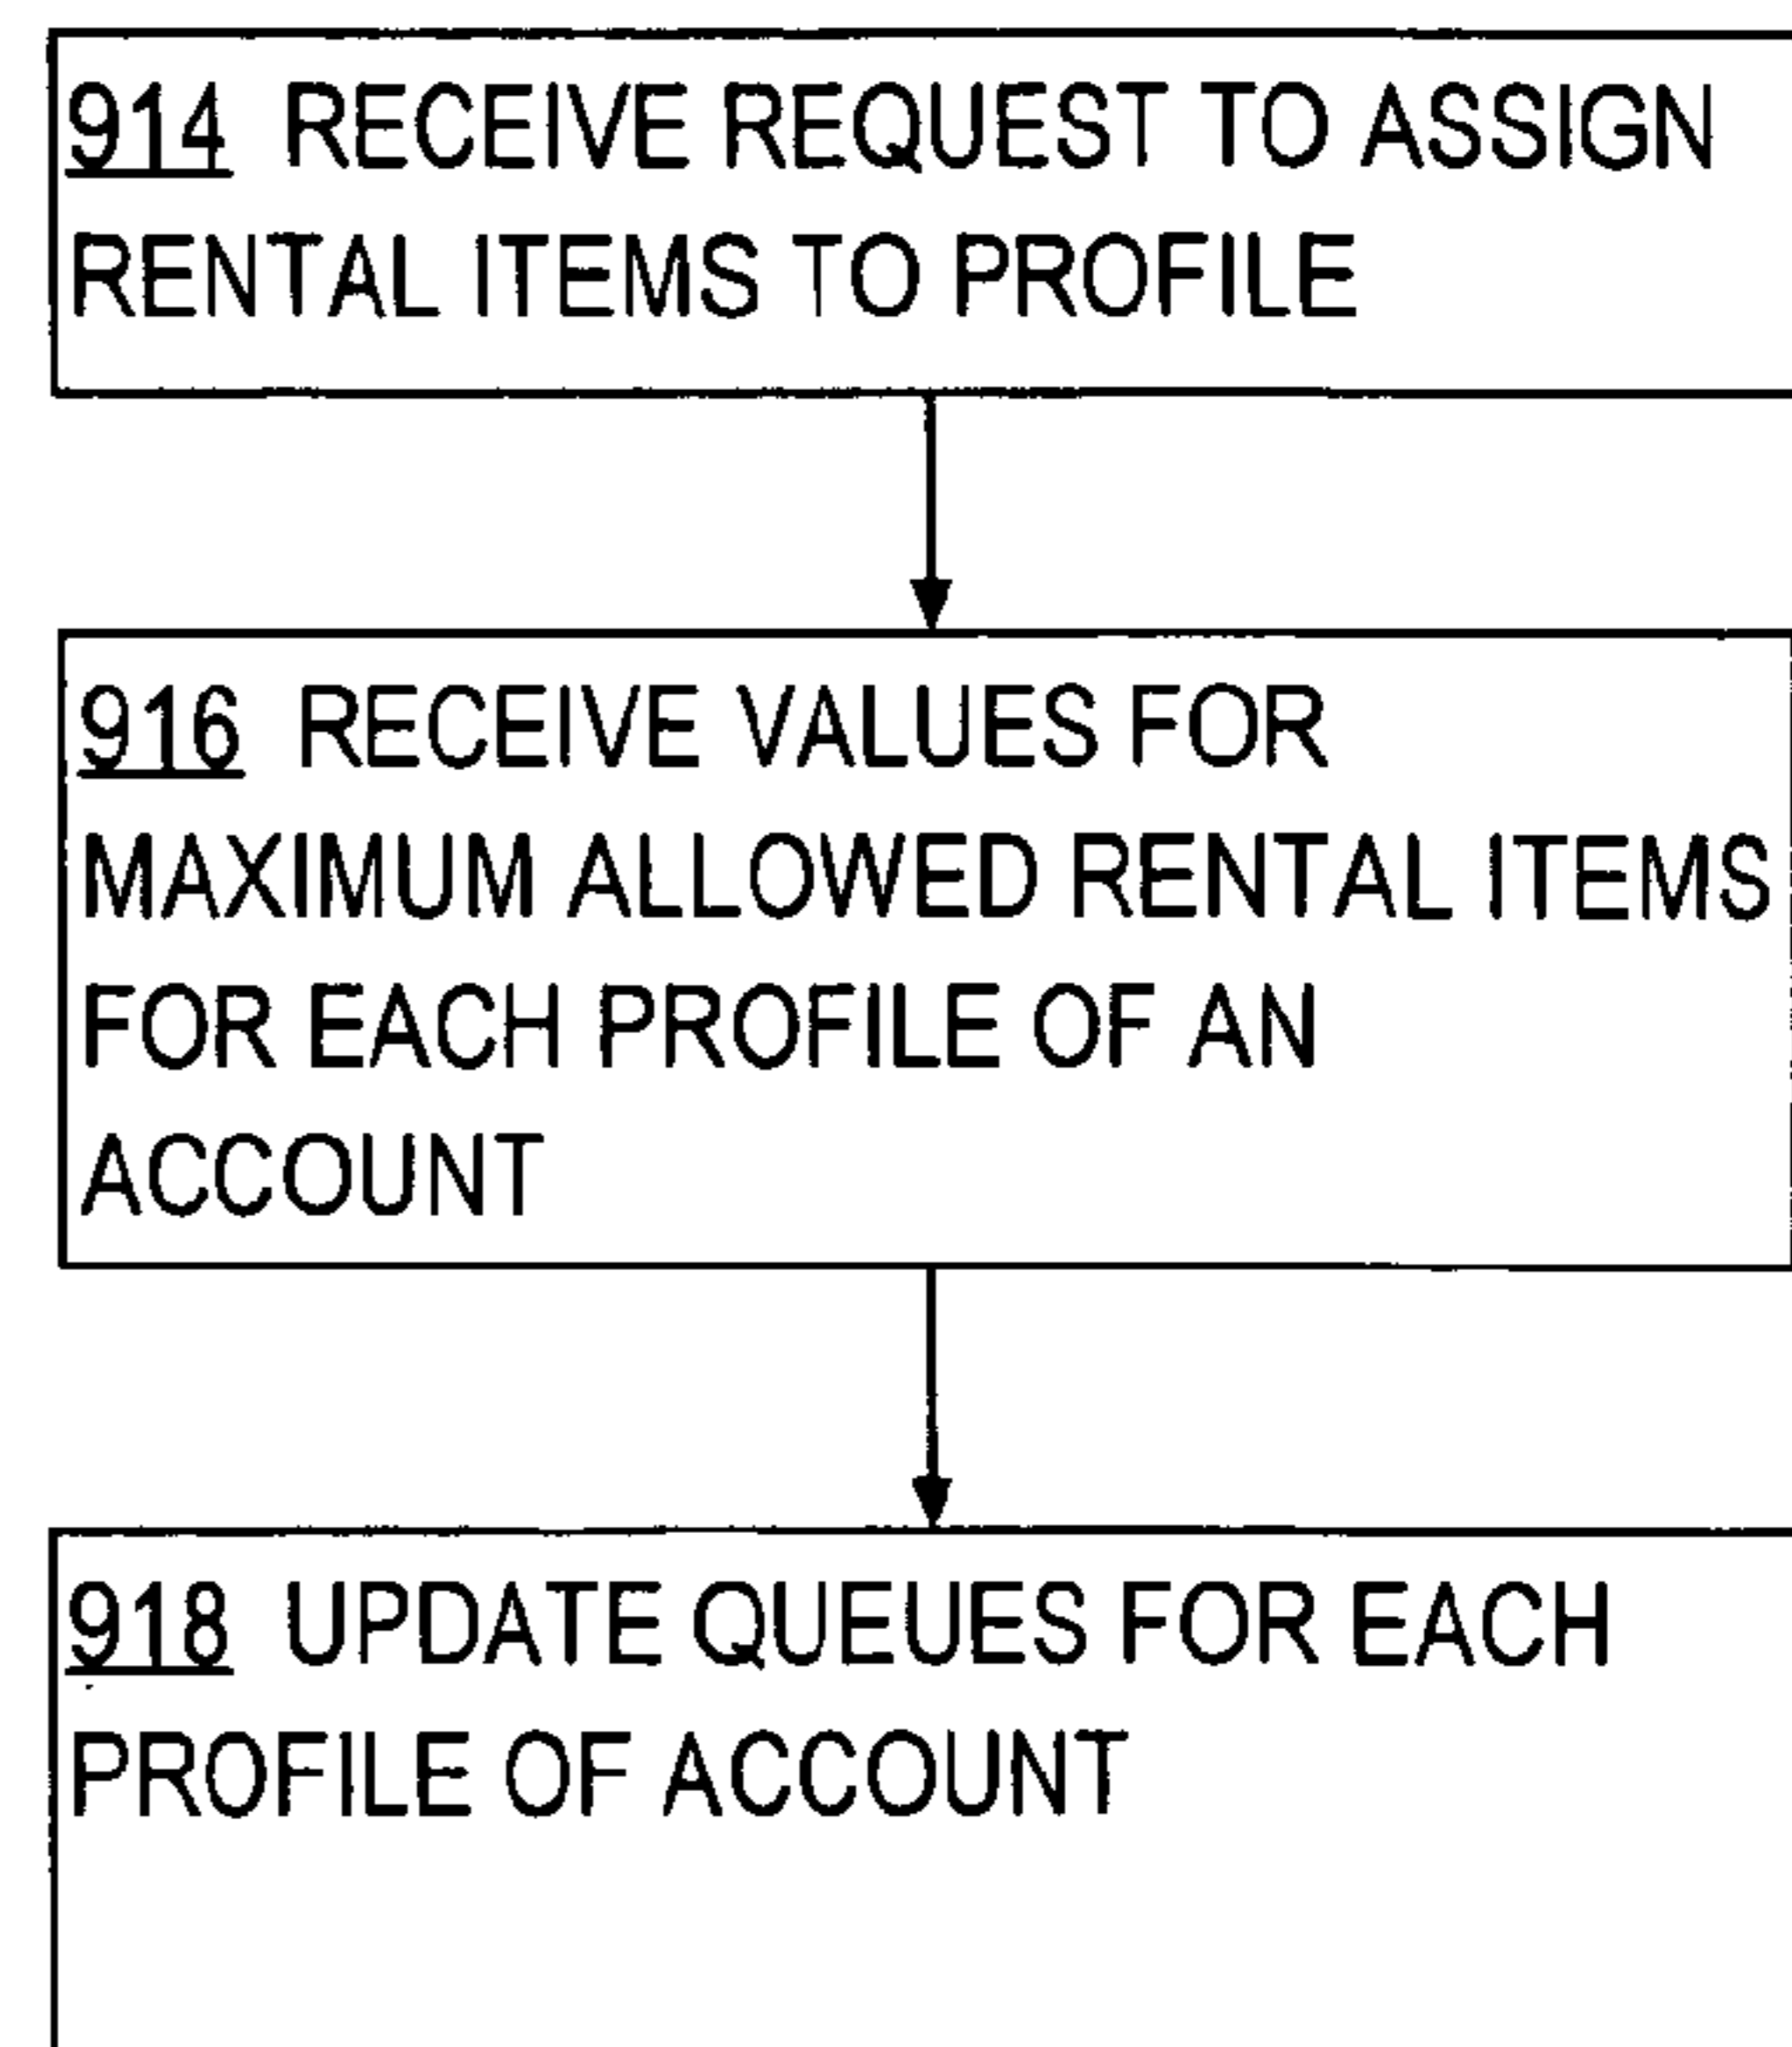 914 RECEIVE REQUEST TO ASSIGN
RENTAL ITEMS TO PROFILE
916 RECEIVE VALUES FOR
MAXIMUM ALLOWED RENTAL ITEMS
FOR EACH PROFILE OF AN
ACCOUNT
918 UPDATE QUEUES FOR EACH
PROFILE OF ACCOUNT